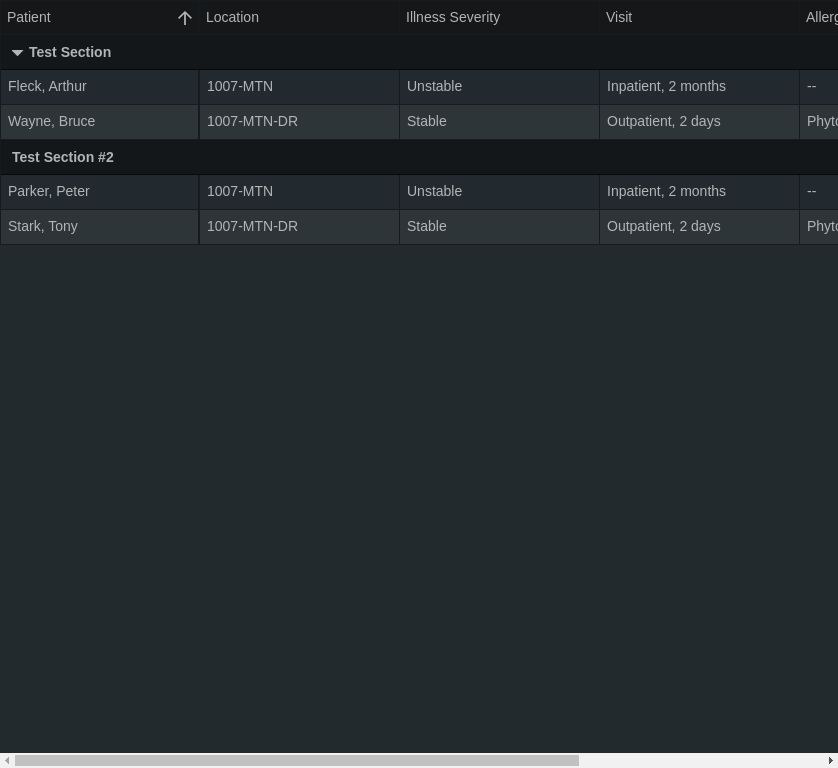 Patient Location Illness Severity Visit Allerg
Test Section
Fleck, Arthur 1007-MTN Unstable Inpatient, 2 months --
Wayne, Bruce 1007-MTN-DR Stable Outpatient, 2 days Phyto
Test Section #2
Parker, Peter 1007-MTN Unstable Inpatient, 2 months --
Stark, Tony 1007-MTN-DR Stable Outpatient, 2 days Phyto